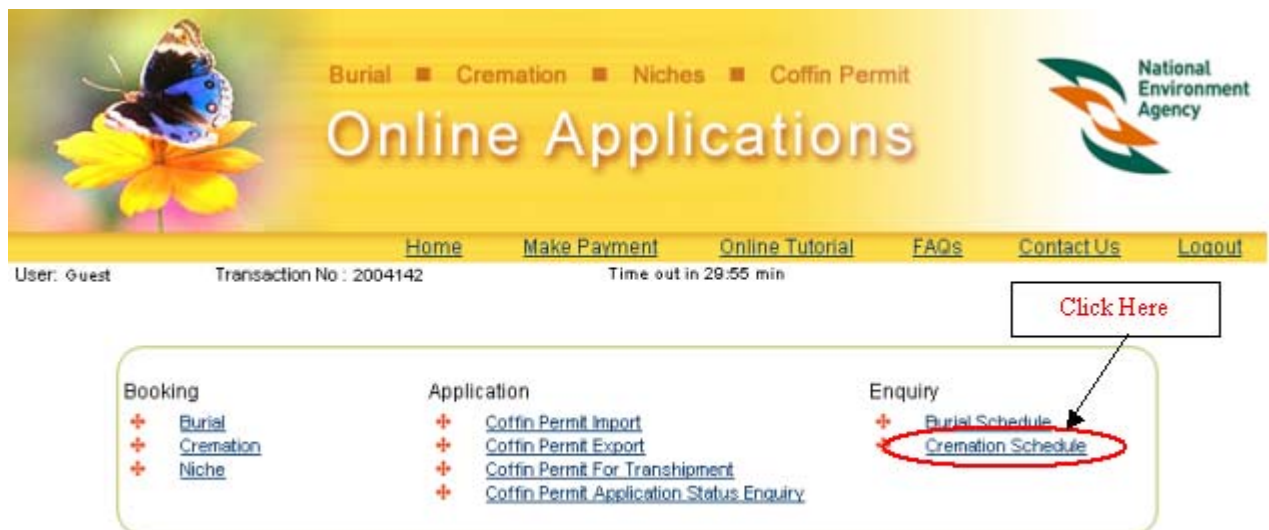 Burial ■ Cremation ■ Niches ■ Coffin Permit
Online Applications
National
Environment
Agency
Home Make Payment Online Tutorial FAQs Contact Us Logout
User: Guest Transaction No : 2004142 Time out in 29:55 min
Click Here
Booking
Burial
Cremation
Niche
Application
Coffin Permit Import
Coffin Permit Export
Coffin Permit For Transhipment
Coffin Permit Application Status Enquiry
Enquiry
Burial Schedule
Cremation Schedule